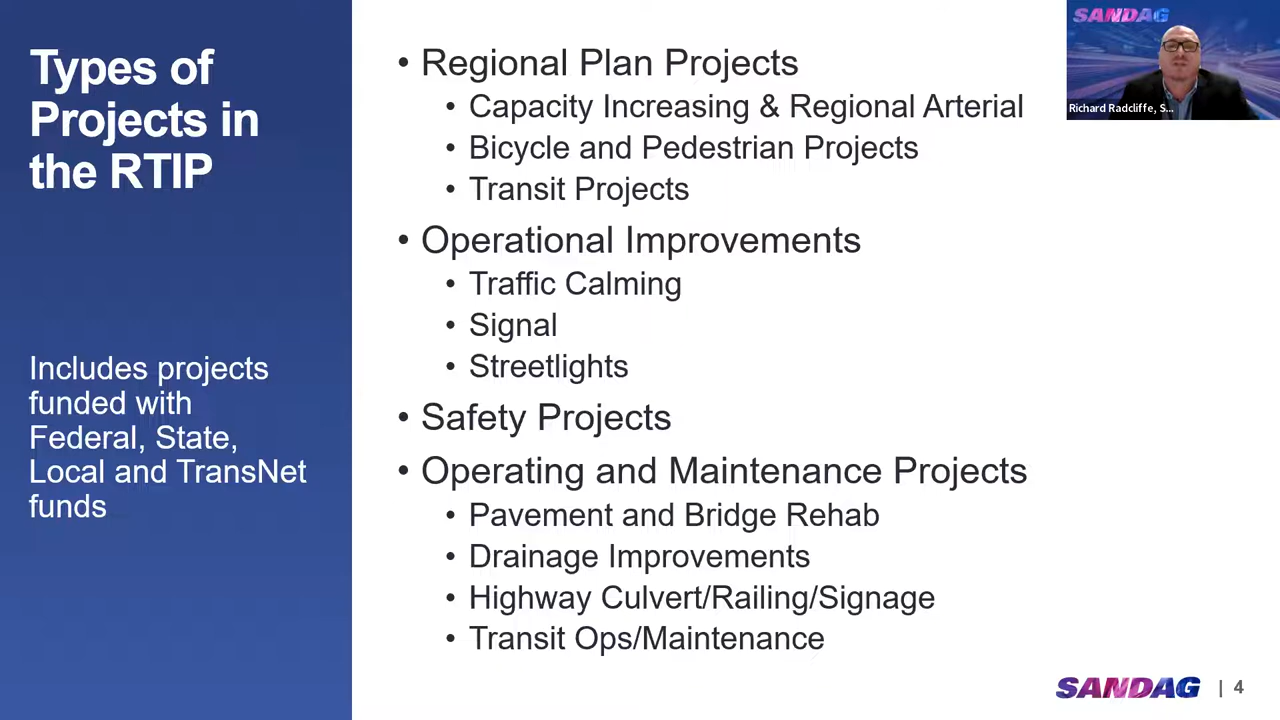 Types of
Projects in
the RTIP
Includes projects
funded with
Federal, State,
Local and TransNet
funds
• Regional Plan Projects
• Capacity Increasing & Regional Arterial
• Bicycle and Pedestrian Projects
• Transit Projects
• Operational Improvements
• Traffic Calming
• Signal
• Streetlights
• Safety Projects
• Operating and Maintenance Projects
• Pavement and Bridge Rehab
• Drainage Improvements
• Highway Culvert/Railing/Signage
• Transit Ops/Maintenance
SANDAG
Richard Radcliffe, S...
SANDAG | 4